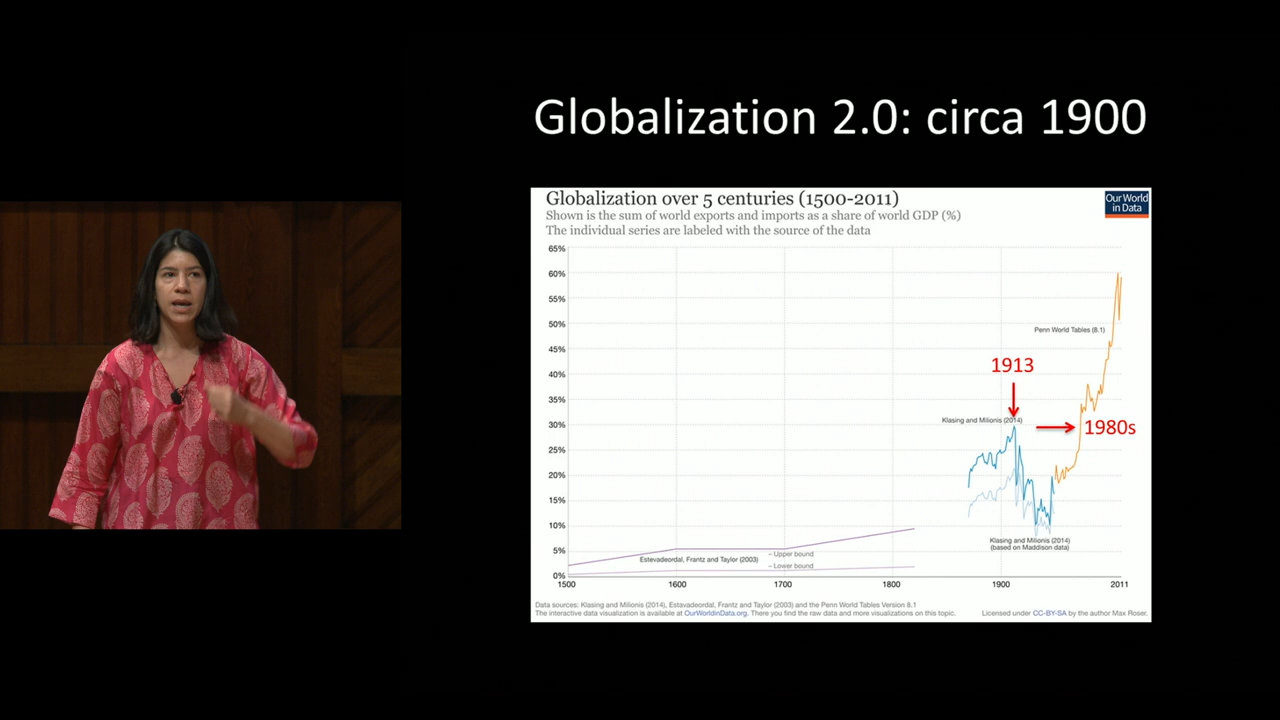 Globalization 2.0: circa 1900
Globalization over 5 centuries (1500-2011)
Shown is the sum of world exports and imports as a share of world GDP (%)
The individual series are labeled with the source of the data
Our World
in Data
65%
60%
55%
50%
45%
40%
35%
30%
25%
20%
15%
10%
5%
0%
Penn World Tables (8.1)
1913
Klasing and Milionis (2014)
1980s
Klasing and Milionis (2014)
(based on Maddison data)
Estevadeordal, Frantz and Taylor (2003)
– Upper bound
– Lower bound
1500
1600
1700
1800
1900
2011
Data sources: Klasing and Milionis (2014), Estavadeordal, Frantz and Taylor (2003) and the Penn World Tables Version 8.1
The interactive data visualization is available at OurWorldinData.org. There you find the raw data and more visualizations on this topic.
Licensed under CC-BY-SA by the author Max Roser.